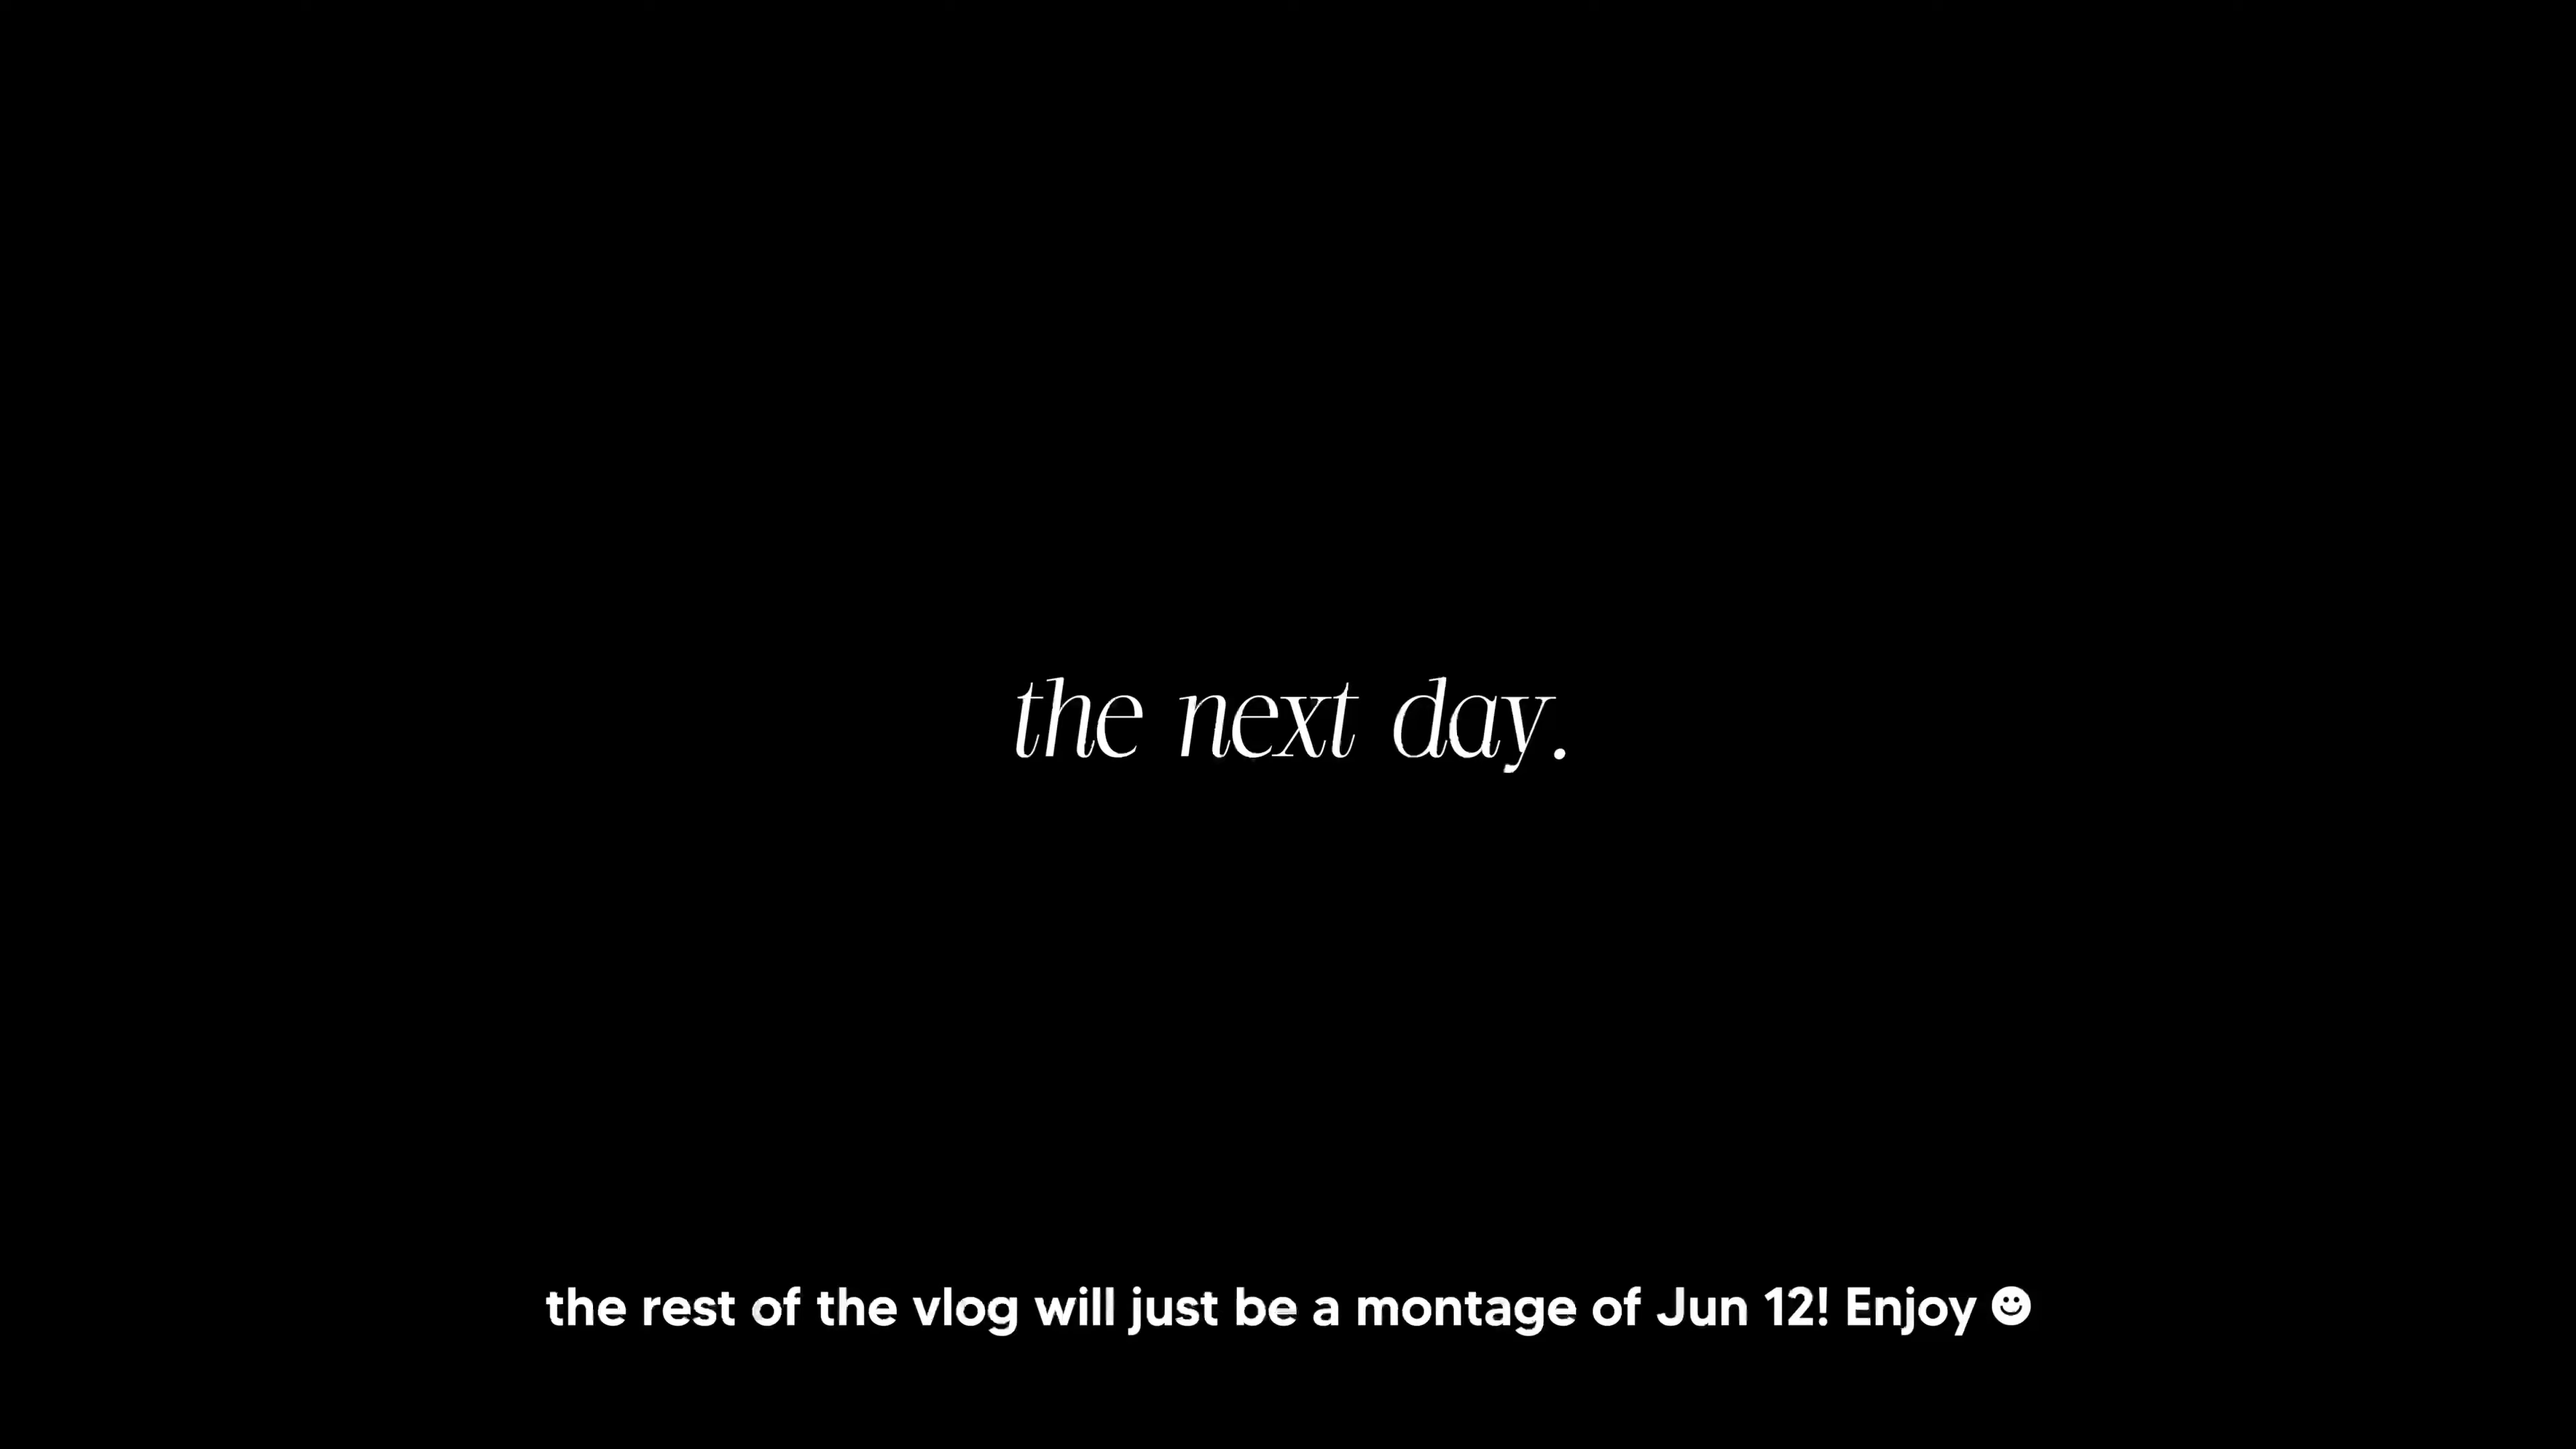 the next day.
the rest of the vlog will just be a montage of Jun 12! Enjoy ☻